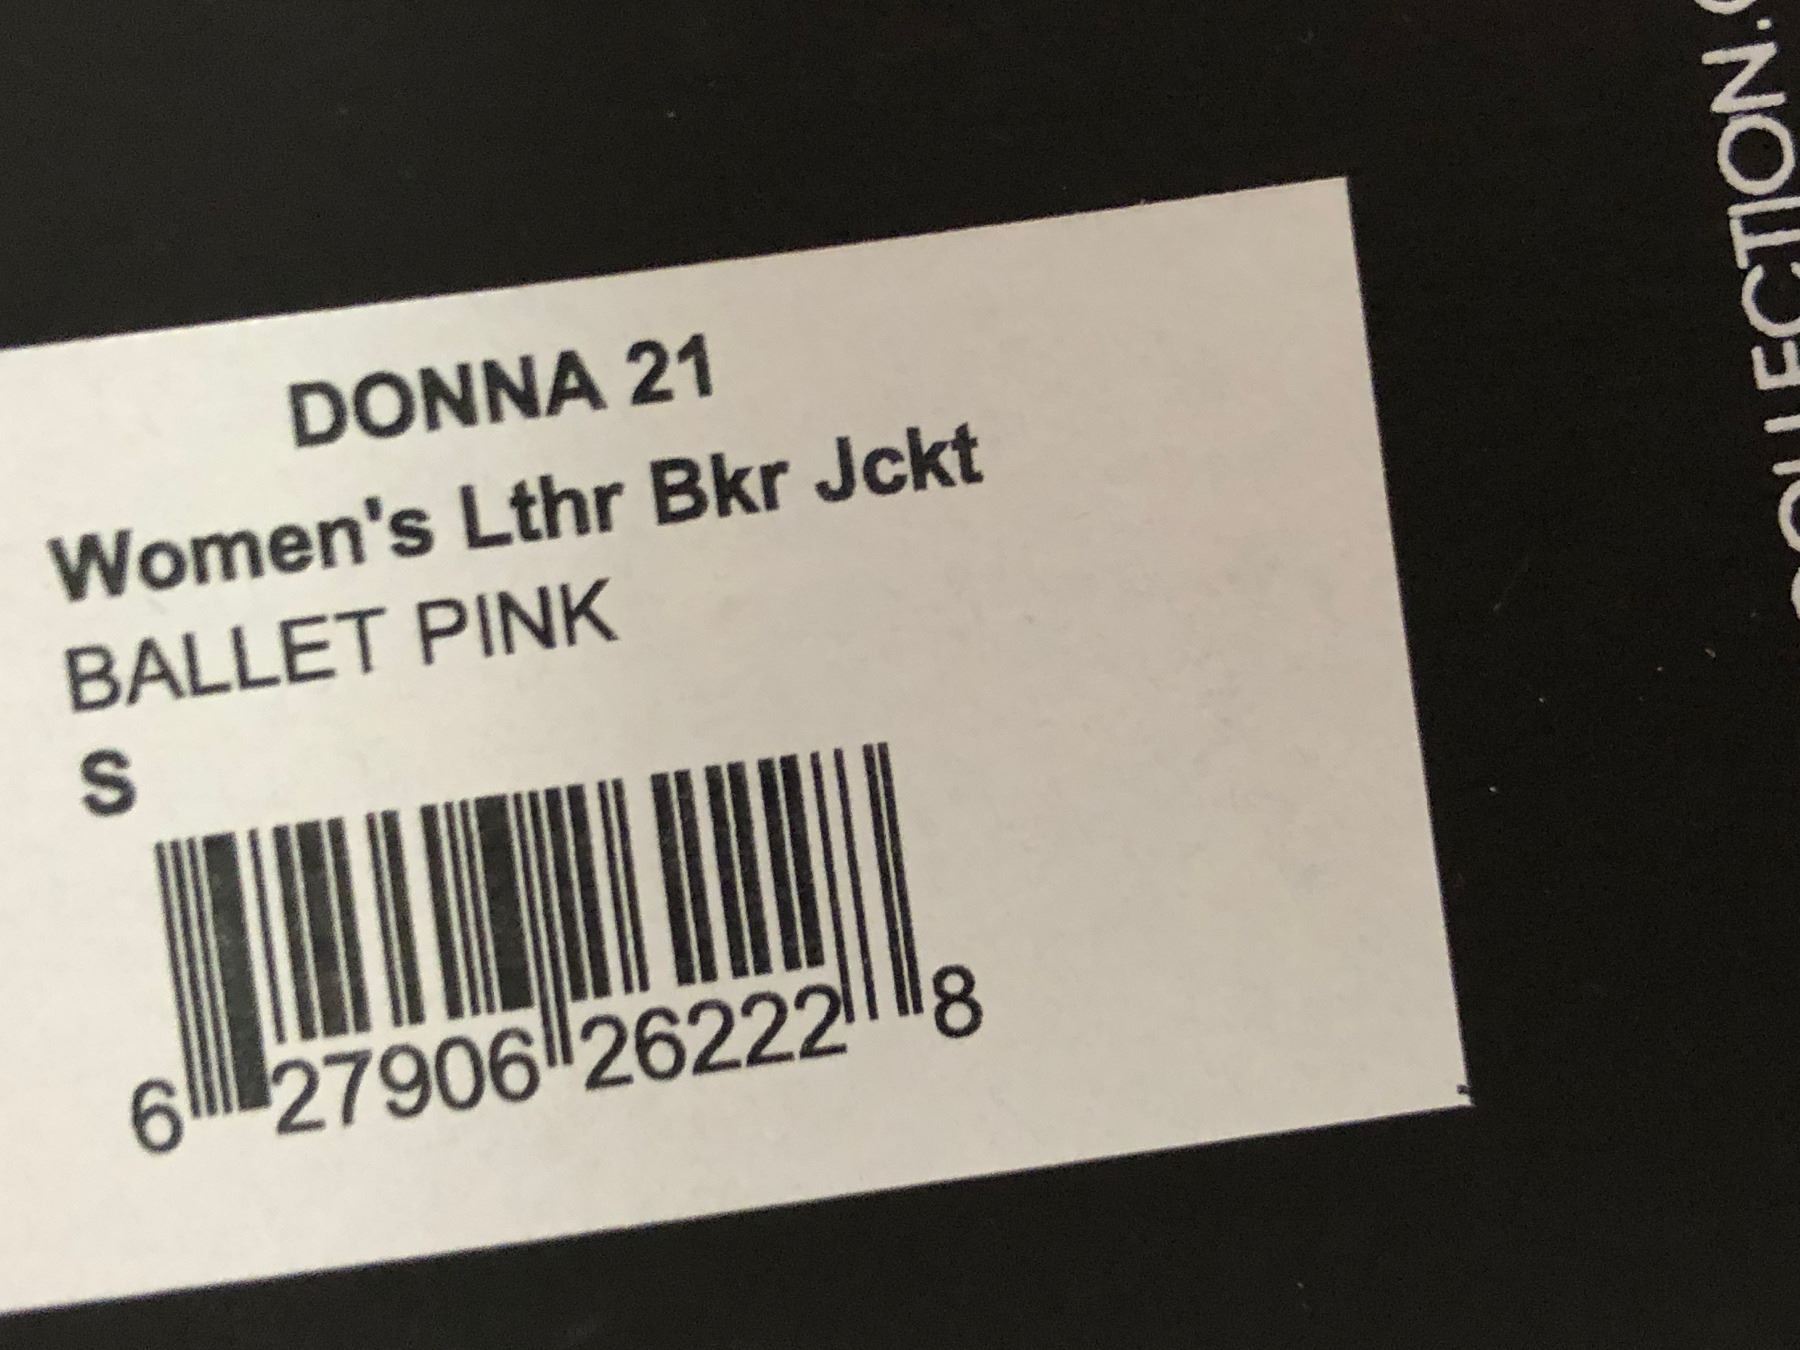 DONNA 21
Women's Lthr Bkr Jckt
BALLET PINK
S
6 27906 26222 8